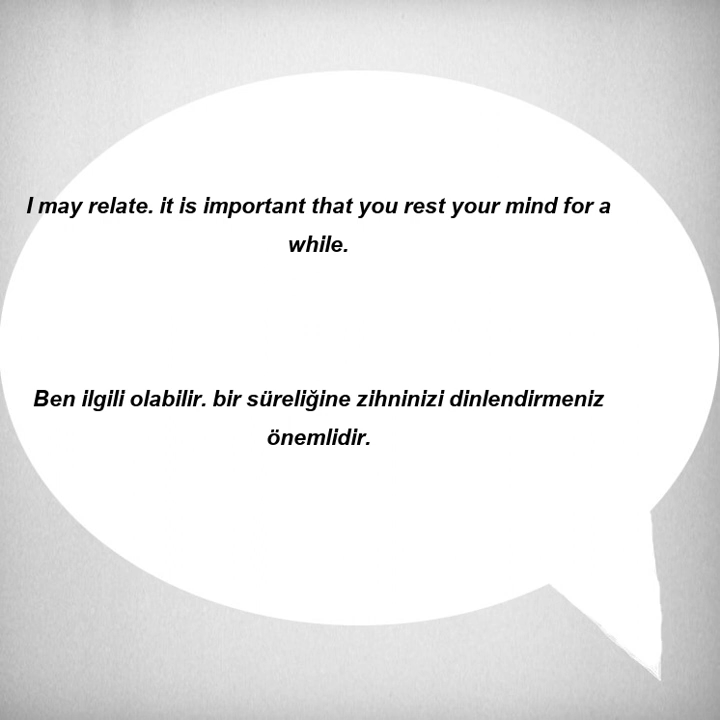 I may relate. it is important that you rest your mind for a
while.
Ben ilgili olabilir. bir süreliğine zihninizi dinlendirmeniz
önemlidir.